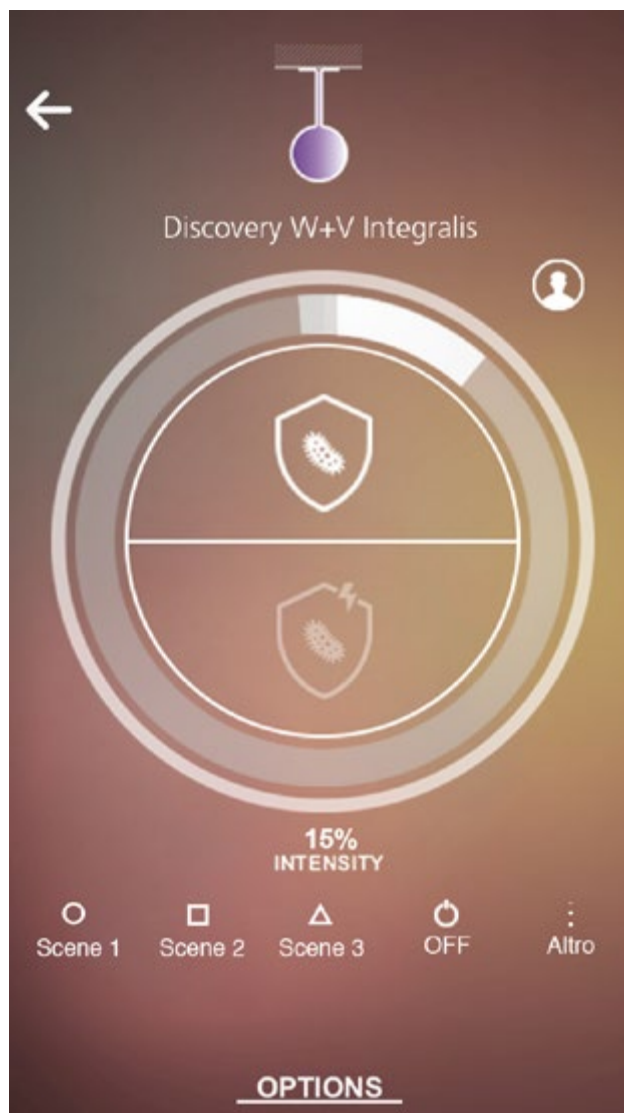 Discovery W+V Integralis
15%
INTENSITY
Scene 1 Scene 2 Scene 3 OFF Altro
OPTIONS